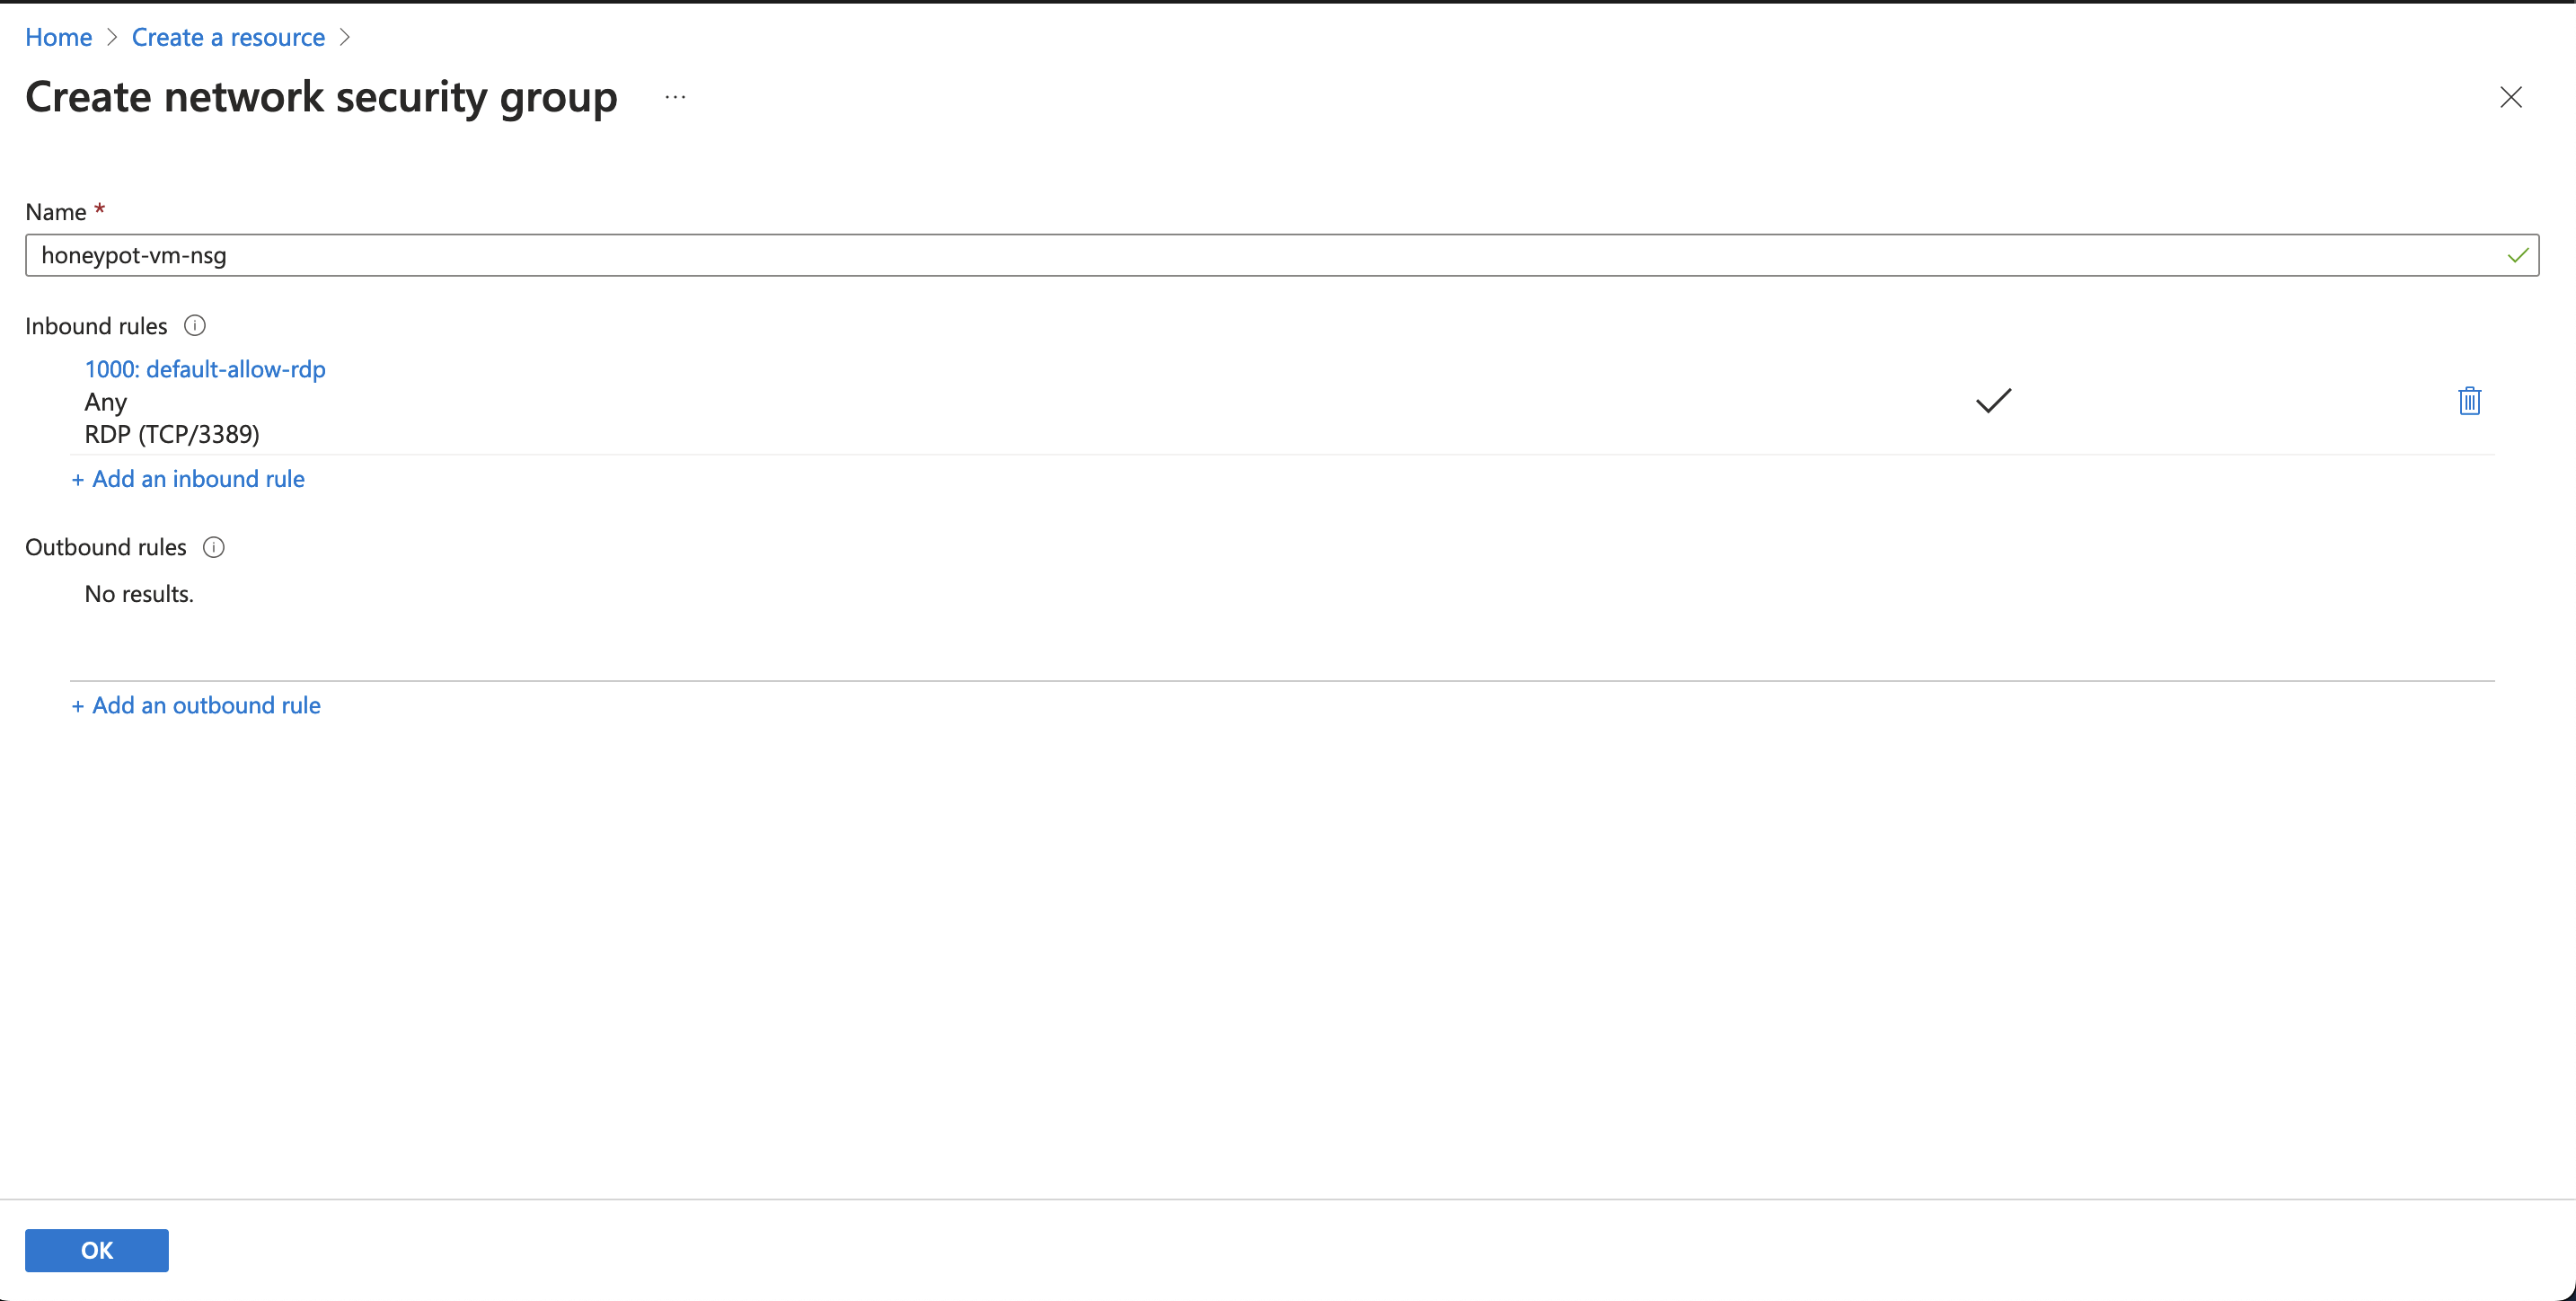 Home > Create a resource >
Create network security group ...
Name *
honeypot-vm-nsg
Inbound rules
1000: default-allow-rdp
Any
RDP (TCP/3389)
+ Add an inbound rule
Outbound rules
No results.
+ Add an outbound rule
OK